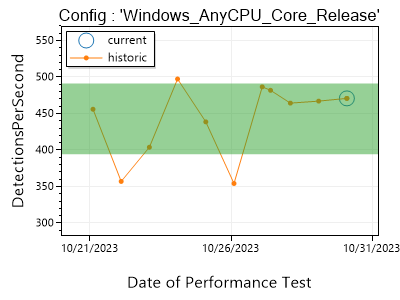 Config : 'Windows_AnyCPU_Core_Release'
current
historic
DetectionsPerSecond
550
500
450
400
350
300
10/21/2023
10/26/2023
10/31/2023
Date of Performance Test